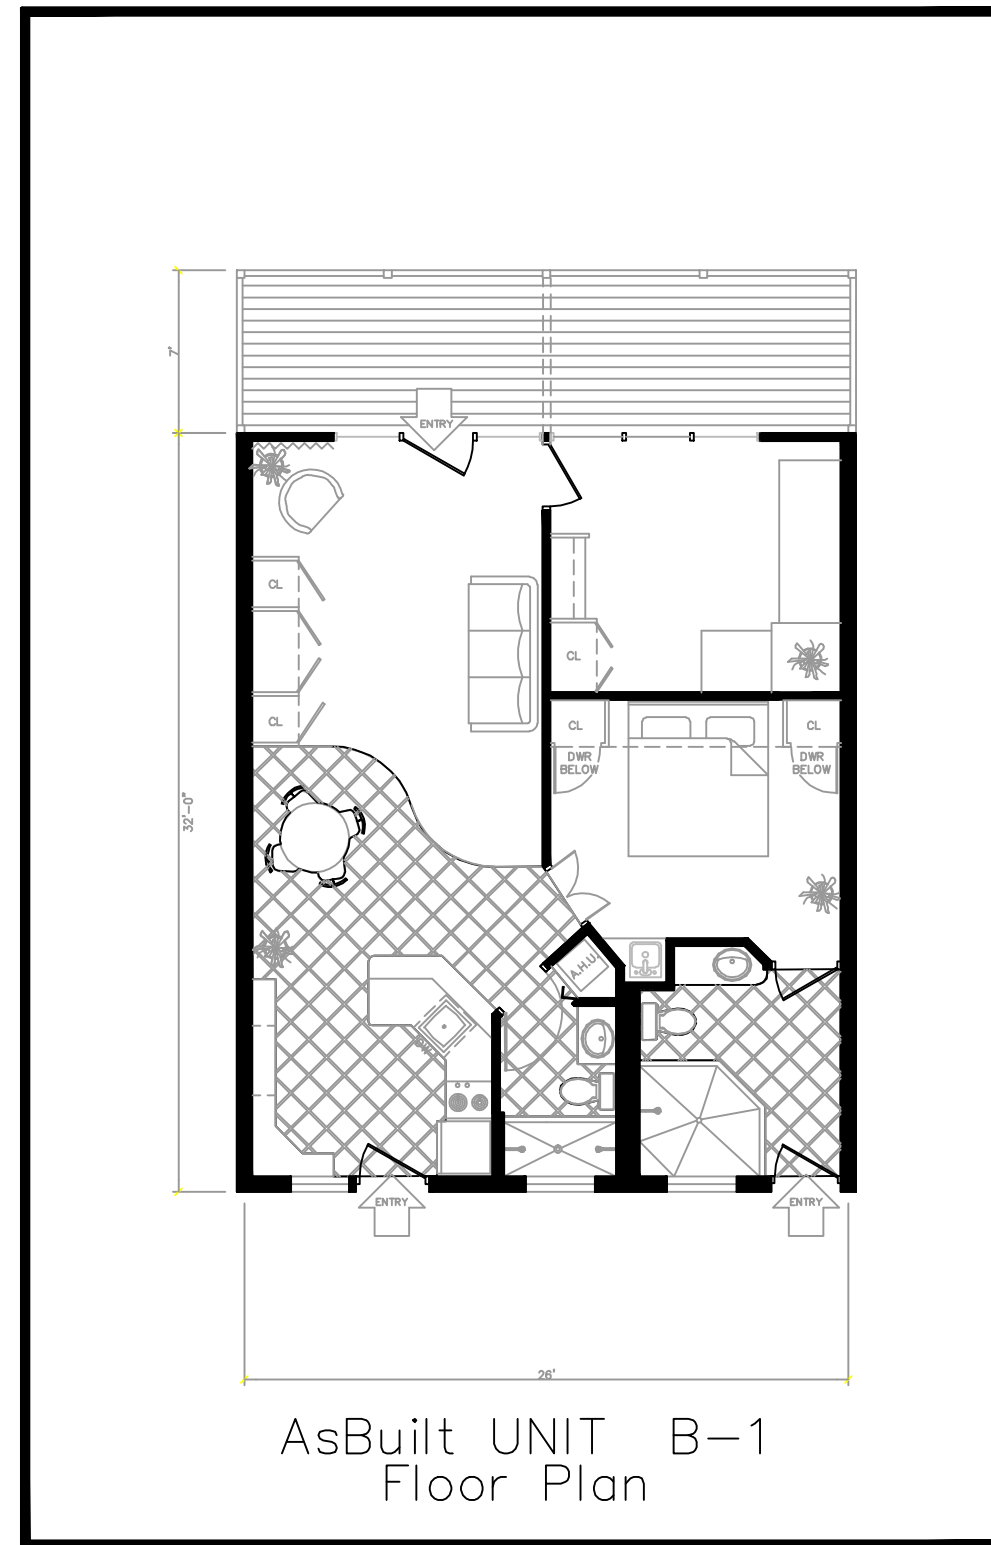 7'
ENTRY
CL
CL
CL
CL
CL
DWR
BELOW
DWR
BELOW
32'-0"
A.H.U.
DW
ENTRY
ENTRY
26'
AsBuilt UNIT B-1
Floor Plan